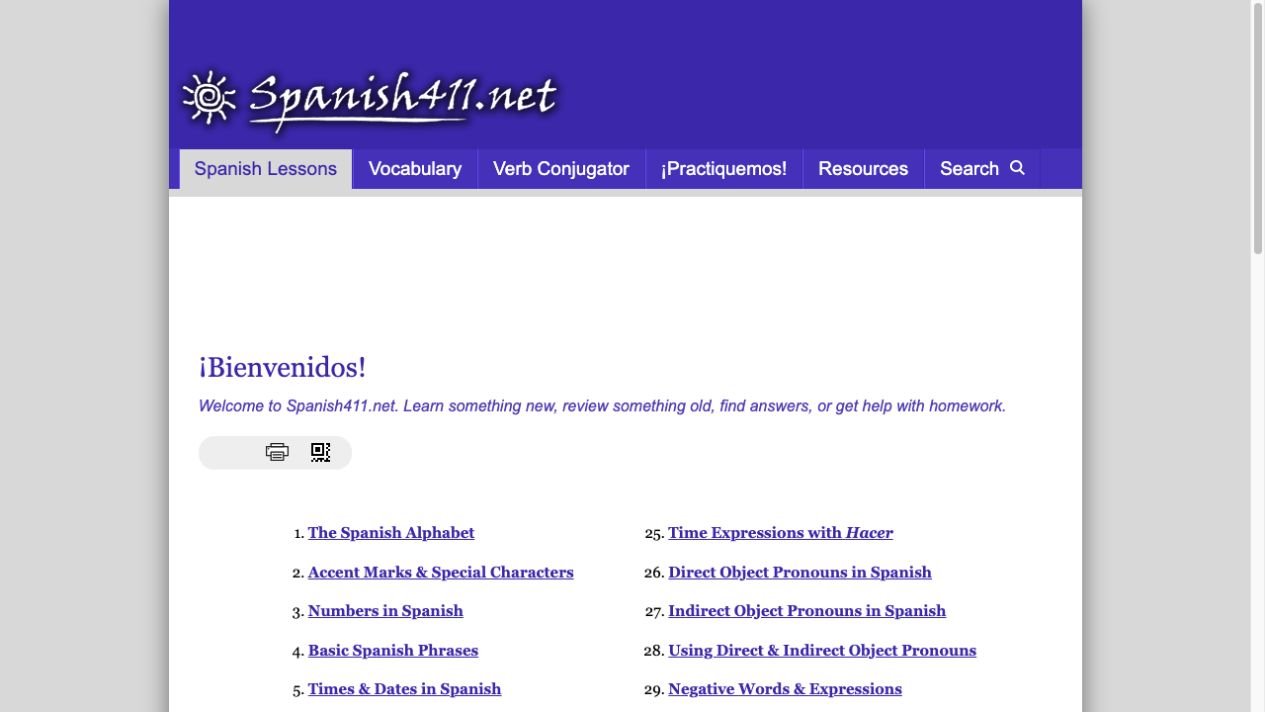 Spanish411.net
Spanish Lessons Vocabulary Verb Conjugator ¡Practiquemos! Resources Search
¡Bienvenidos!
Welcome to Spanish411.net. Learn something new, review something old, find answers, or get help with homework.
1. The Spanish Alphabet
2. Accent Marks & Special Characters
3. Numbers in Spanish
4. Basic Spanish Phrases
5. Times & Dates in Spanish
25. Time Expressions with Hacer
26. Direct Object Pronouns in Spanish
27. Indirect Object Pronouns in Spanish
28. Using Direct & Indirect Object Pronouns
29. Negative Words & Expressions